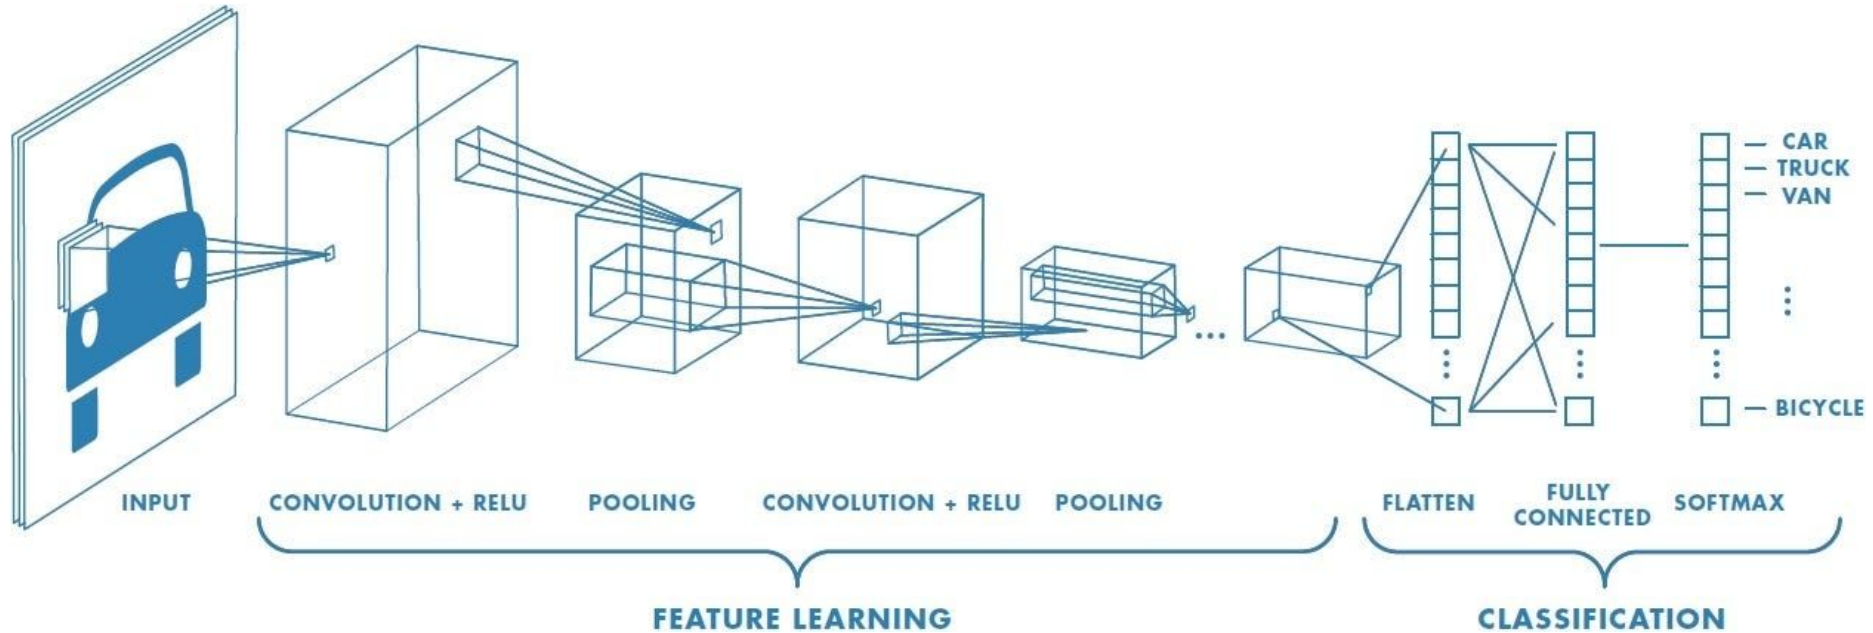 CAR
TRUCK
VAN
BICYCLE
INPUT
CONVOLUTION + RELU
POOLING
CONVOLUTION + RELU
POOLING
FLATTEN
FULLY
CONNECTED
SOFTMAX
FEATURE LEARNING
CLASSIFICATION